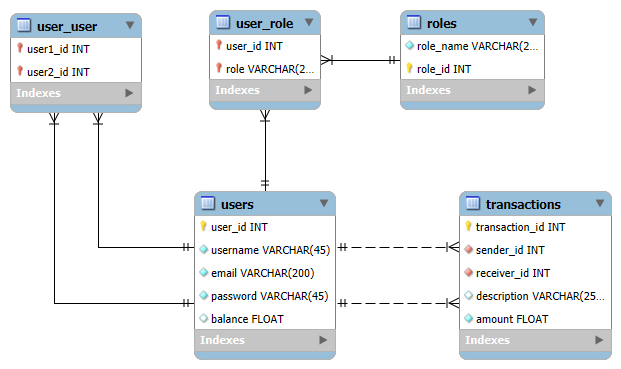 user_user
user1_id INT
user2_id INT
Indexes
user_role
user_id INT
role VARCHAR(2...
Indexes
roles
role_name VARCHAR(2...
role_id INT
Indexes
users
user_id INT
username VARCHAR(45)
email VARCHAR(200)
password VARCHAR(45)
balance FLOAT
Indexes
transactions
transaction_id INT
sender_id INT
receiver_id INT
description VARCHAR(25...
amount FLOAT
Indexes